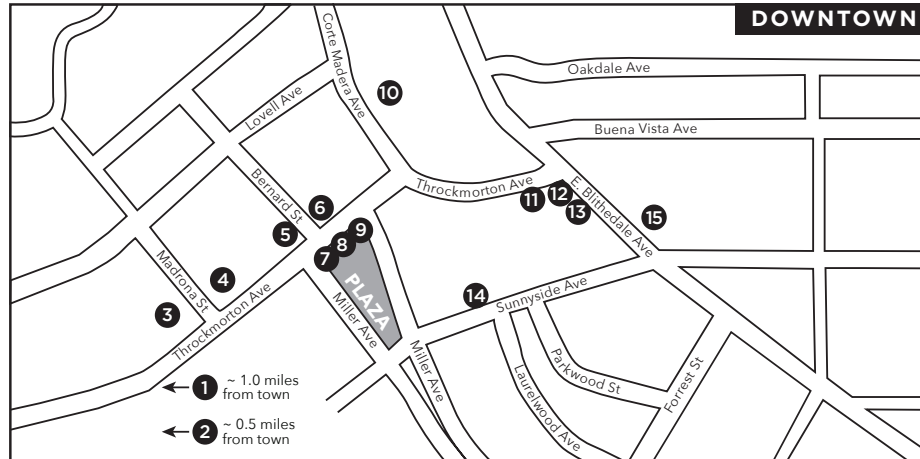 DOWNTOWN
Corte Madera Ave
Oakdale Ave
10
Lovell Ave
Buena Vista Ave
Bernard St
Throckmorton Ave
E. Blithedale Ave
6
11
12
13
15
5
9
8
7
PLAZA
Madrona St
4
14
Sunnyside Ave
3
Throckmorton Ave
Miller Ave
Miller Ave
Parkwood St
Laurelwood Ave
Forrest St
1 ~ 1.0 miles
from town
2 ~ 0.5 miles
from town